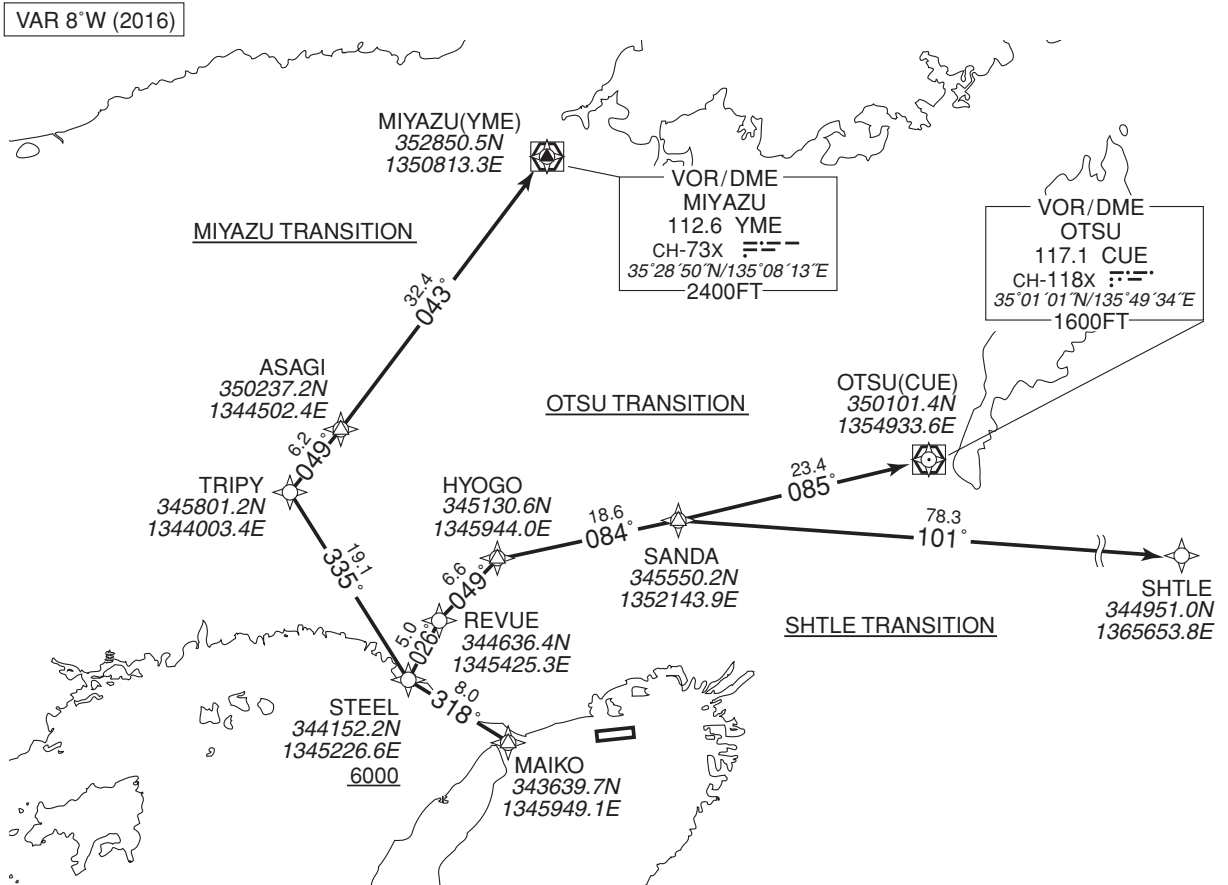 VAR 8˚W (2016)
MIYAZU(YME)
352850.5N
1350813.3E
VOR/DME
MIYAZU
112.6 YME
CH-73X
35˚28´50˝N/135˚08´13˝E
2400FT
VOR/DME
OTSU
117.1 CUE
CH-118X
35˚01´01˝N/135˚49´34˝E
1600FT
MIYAZU TRANSITION
32.4
043˚
ASAGI
350237.2N
1344502.4E
6.2
049˚
TRIPY
345801.2N
1344003.4E
19.1
335˚
OTSU TRANSITION
OTSU(CUE)
350101.4N
1354933.6E
23.4
085˚
HYOGO
345130.6N
1345944.0E
18.6
084˚
SANDA
345550.2N
1352143.9E
78.3
101˚
SHTLE
344951.0N
1365653.8E
SHTLE TRANSITION
6.6
049˚
REVUE
344636.4N
1345425.3E
5.0
026˚
STEEL
344152.2N
1345226.6E
6000
8.0
318˚
MAIKO
343639.7N
1345949.1E